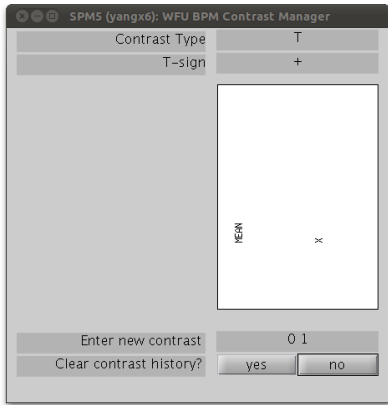 SPM5 (yangx6): WFU BPM Contrast Manager
Contrast Type T
T-sign +
MEAN X
Enter new contrast 0 1
Clear contrast history? yes no